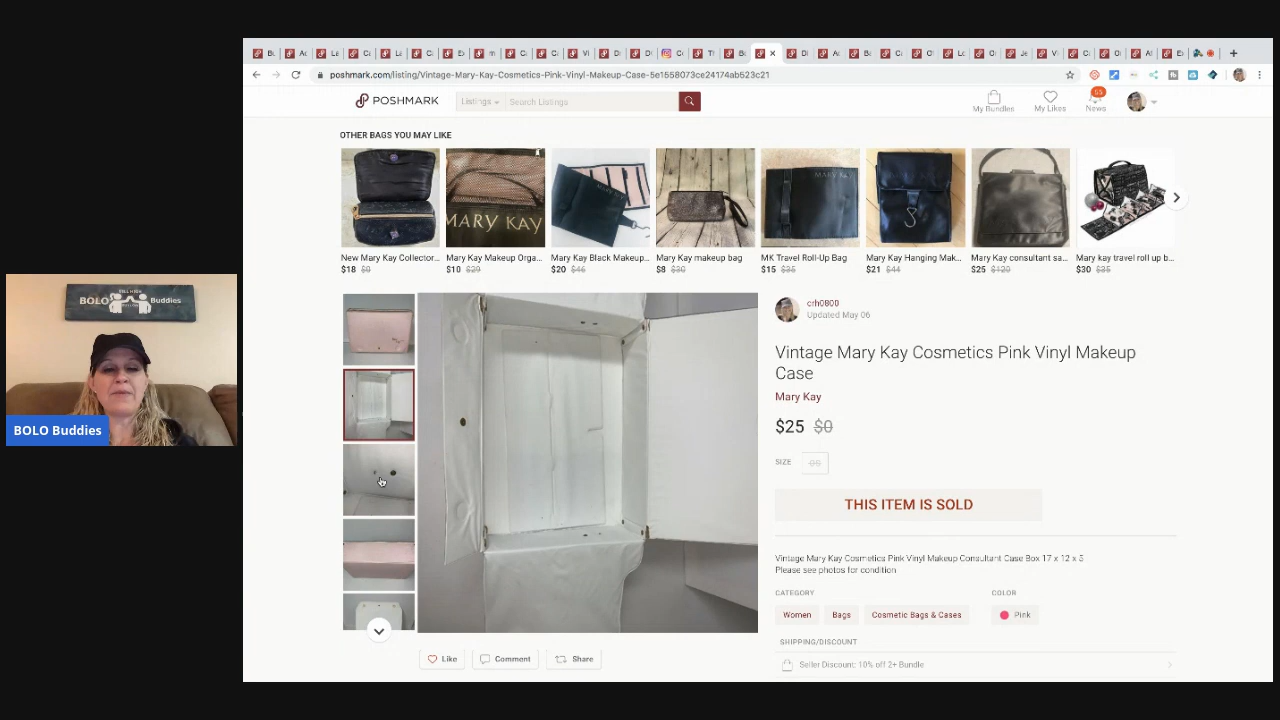 poshmark.com/listing/Vintage-Mary-Kay-Cosmetics-Pink-Vinyl-Makeup-Case-5e1558073ce24174ab523c21
POSHMARK
Listings
Search Listings
My Bundles
My Likes
55
News
OTHER BAGS YOU MAY LIKE
MARY KAY
New Mary Kay Collector...
$18 $0
Mary Kay Makeup Orga...
$10 $29
Mary Kay Black Makeup...
$20 $46
Mary Kay makeup bag
$8 $30
MK Travel Roll-Up Bag
$15 $35
Mary Kay Hanging Mak...
$21 $44
Mary Kay consultant sa...
$25 $120
Mary kay travel roll up b...
$30 $35
crh0800
Updated May 06
Vintage Mary Kay Cosmetics Pink Vinyl Makeup
Case
Mary Kay
$25 $0
SIZE
OS
THIS ITEM IS SOLD
Vintage Mary Kay Cosmetics Pink Vinyl Makeup Consultant Case Box 17 x 12 x 5
Please see photos for condition
CATEGORY
COLOR
Women
Bags
Cosmetic Bags & Cases
Pink
SHIPPING/DISCOUNT
Seller Discount: 10% off 2+ Bundle
Like
Comment
Share
BOLO Buddies
BOLO Buddies